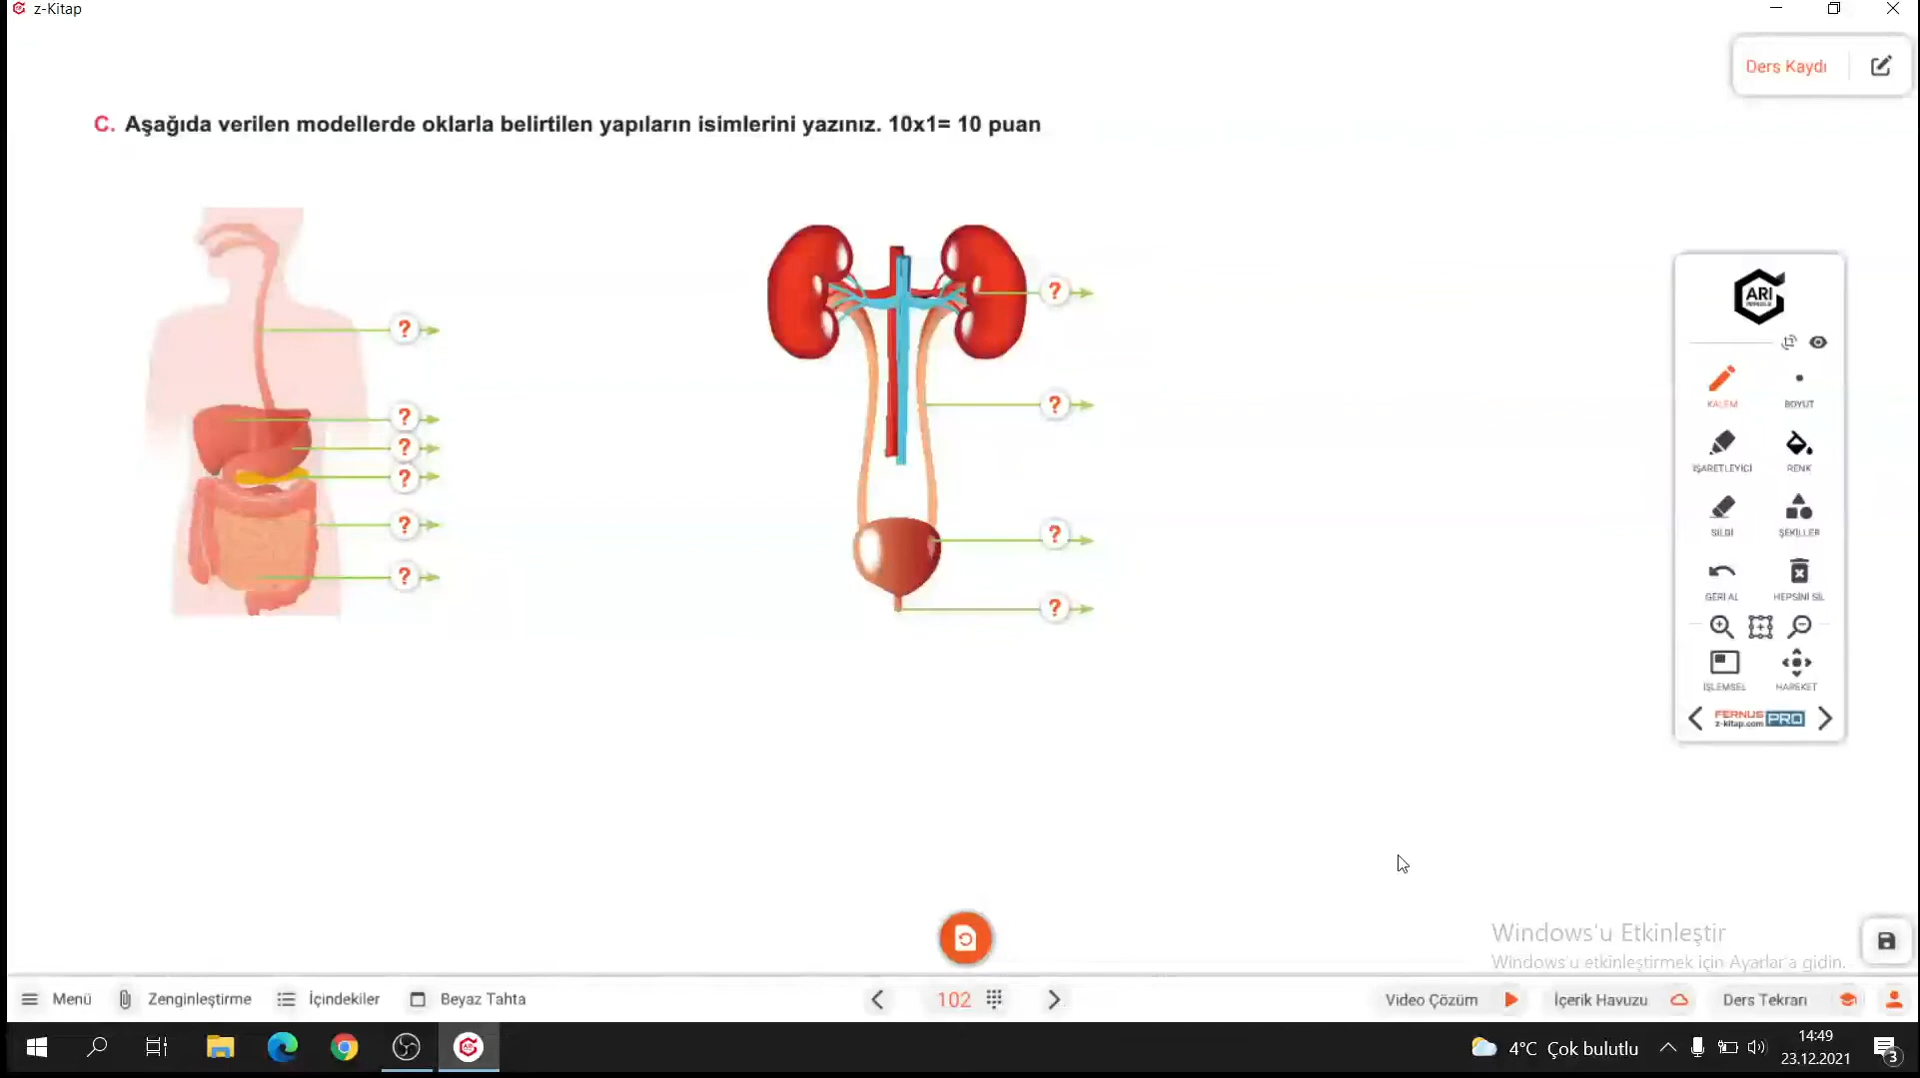 z-Kitap
Ders Kaydı
C. Aşağıda verilen modellerde oklarla belirtilen yapıların isimlerini yazınız. 10x1= 10 puan
?
?
?
?
?
?
?
?
?
?
ARI
KALEM
BOYUT
İŞARETLEYİCİ
RENK
SİLGİ
ŞEKİLLER
GERİ AL
HEPSİNİ SİL
İŞLEMSEL
HAREKET
FERNUS
z-kitap.com
PRO
Windows'u Etkinleştir
Windows'u etkinleştirmek için Ayarlar'a gidin.
Menü
Zenginleştirme
İçindekiler
Beyaz Tahta
102
Video Çözüm
İçerik Havuzu
Ders Tekrarı
4°C Çok bulutlu
14:49
23.12.2021
3